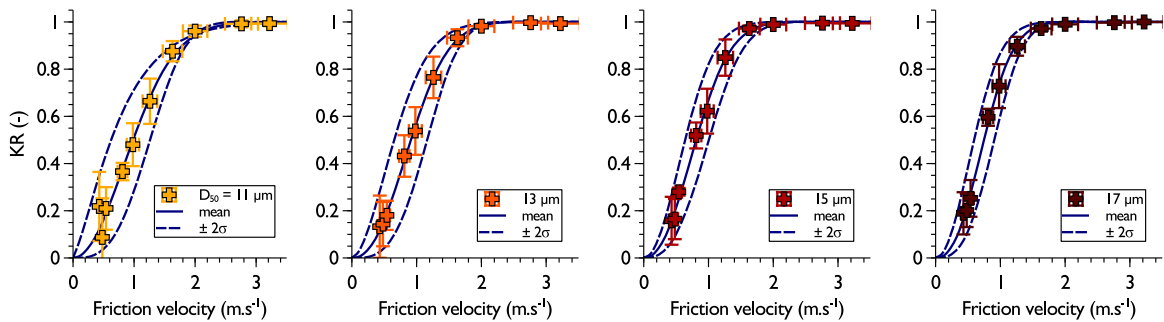 KR (-)
1
0.8
0.6
0.4
0.2
0
D₅₀ = 11 µm
mean
± 2σ
0 1 2 3
Friction velocity (m.s⁻¹)
1
0.8
0.6
0.4
0.2
0
13 µm
mean
± 2σ
0 1 2 3
Friction velocity (m.s⁻¹)
1
0.8
0.6
0.4
0.2
0
15 µm
mean
± 2σ
0 1 2 3
Friction velocity (m.s⁻¹)
1
0.8
0.6
0.4
0.2
0
17 µm
mean
± 2σ
0 1 2 3
Friction velocity (m.s⁻¹)